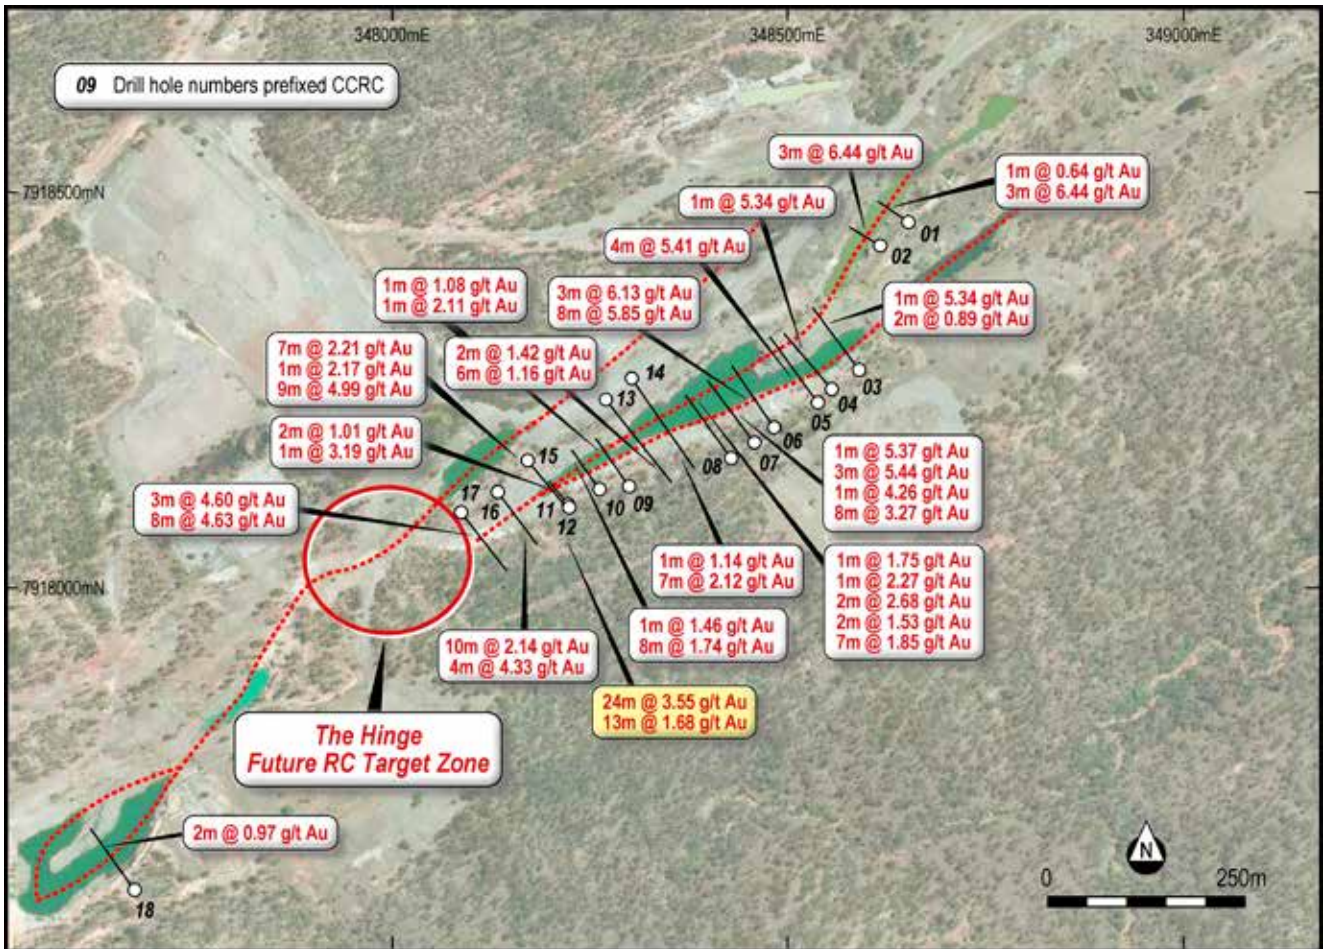 348000mE
348500mE
349000mE
09 Drill hole numbers prefixed CCRC
3m @ 6.44 g/t Au
1m @ 0.64 g/t Au
3m @ 6.44 g/t Au
7918500mN
1m @ 5.34 g/t Au
01
4m @ 5.41 g/t Au
02
1m @ 1.08 g/t Au
1m @ 2.11 g/t Au
3m @ 6.13 g/t Au
8m @ 5.85 g/t Au
1m @ 5.34 g/t Au
2m @ 0.89 g/t Au
7m @ 2.21 g/t Au
1m @ 2.17 g/t Au
9m @ 4.99 g/t Au
2m @ 1.42 g/t Au
6m @ 1.16 g/t Au
14
13
03
04
05
2m @ 1.01 g/t Au
1m @ 3.19 g/t Au
06
07
08
15
1m @ 5.37 g/t Au
3m @ 5.44 g/t Au
1m @ 4.26 g/t Au
8m @ 3.27 g/t Au
3m @ 4.60 g/t Au
8m @ 4.63 g/t Au
17
16
11
12
10
09
7918000mN
1m @ 1.14 g/t Au
7m @ 2.12 g/t Au
1m @ 1.75 g/t Au
1m @ 2.27 g/t Au
2m @ 2.68 g/t Au
2m @ 1.53 g/t Au
7m @ 1.85 g/t Au
1m @ 1.46 g/t Au
8m @ 1.74 g/t Au
10m @ 2.14 g/t Au
4m @ 4.33 g/t Au
24m @ 3.55 g/t Au
13m @ 1.68 g/t Au
The Hinge
Future RC Target Zone
2m @ 0.97 g/t Au
18
N
0
250m